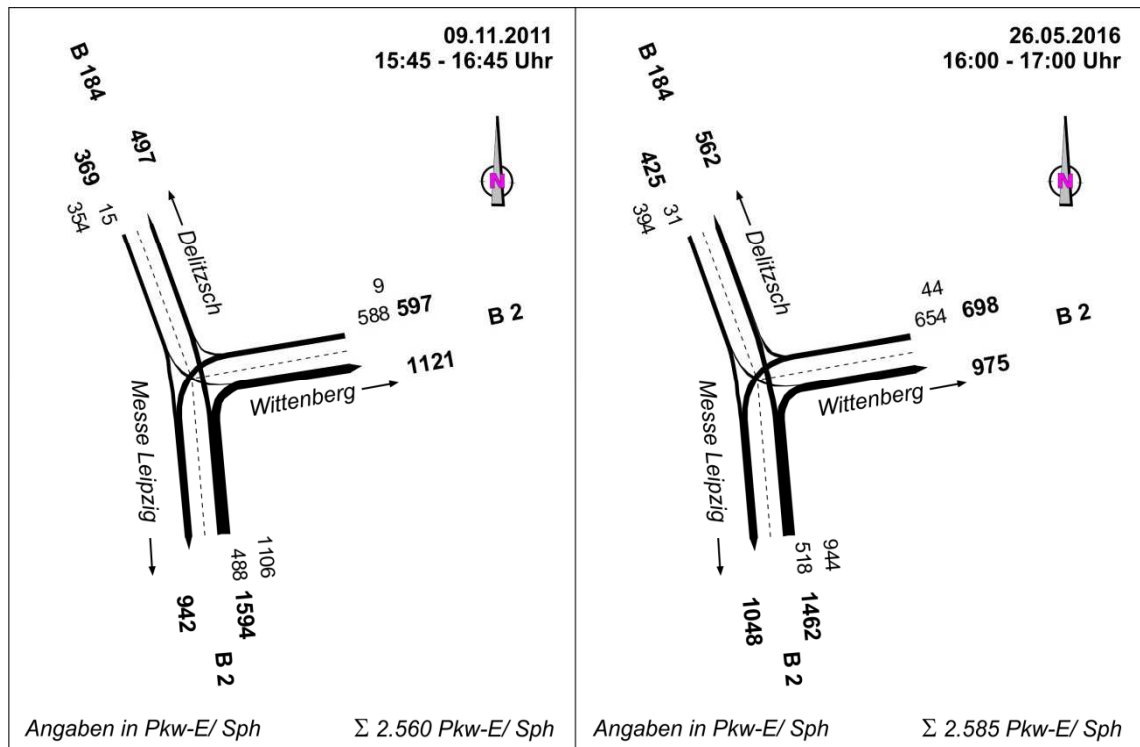 09.11.2011
15:45 - 16:45 Uhr
B 184
497
369
15
354
N
Delitzsch
9
588 597
B 2
1121
Wittenberg
Messe Leipzig
1106
488
942
1594
B 2
Angaben in Pkw-E/ Sph
Σ 2.560 Pkw-E/ Sph
26.05.2016
16:00 - 17:00 Uhr
B 184
562
425
31
394
N
Delitzsch
44
654 698
B 2
975
Wittenberg
Messe Leipzig
944
518
1048
1462
B 2
Angaben in Pkw-E/ Sph
Σ 2.585 Pkw-E/ Sph